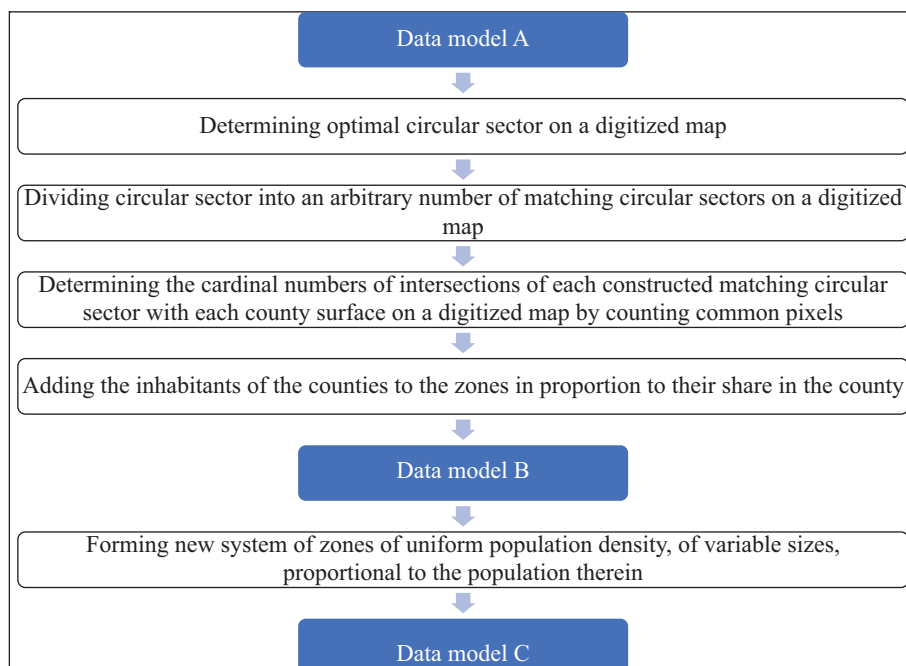 Data model A
Determining optimal circular sector on a digitized map
Dividing circular sector into an arbitrary number of matching circular sectors on a digitized
map
Determining the cardinal numbers of intersections of each constructed matching circular
sector with each county surface on a digitized map by counting common pixels
Adding the inhabitants of the counties to the zones in proportion to their share in the county
Data model B
Forming new system of zones of uniform population density, of variable sizes,
proportional to the population therein
Data model C